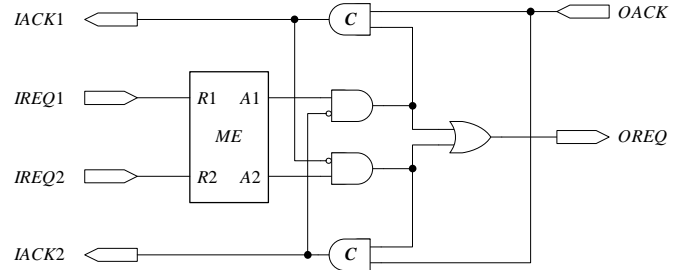 IACK1 C OACK
IREQ1 R1 A1
ME OREQ
IREQ2 R2 A2
IACK2 C